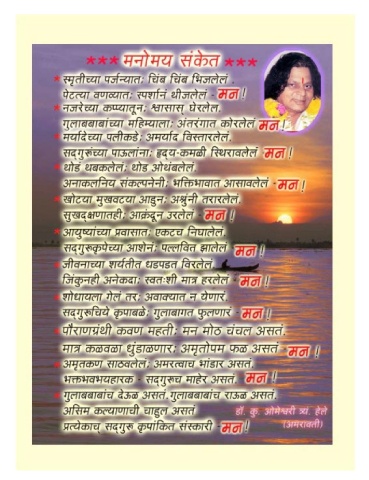 *** मनोमय संकेत ***
* स्मृतीच्या पर्जन्यात; चिंब चिंब भिजलेलं .
पेटत्या वणव्यात; स्पर्शानं थीजलेलं - मन !
* नजरेच्या कप्प्यातून; श्वासास् घेरलेलं.
गुलाबबाबांच्या महिम्याला; अंतरंगात कोरलेलं मन !
* मर्यादेच्या पलीकडे; अमर्याद विस्तारलेलं.
सद्गुरूंच्या पाऊलांना; हृदय-कमळी स्थिरावलेलं - मन !
* थोडं थबकलेलं; थोडं ओथंबलेलं
अनाकलनिय संकल्पनेनी; भक्तिभावात आसावलेलं - मन !
* खोटया मुखवटया आडुन; अश्रुंनी तरारलेलं.
सुखदक्षणातही; आक्रंदून उरलेलं - मन !
* आयुष्यांच्या प्रवासात; एकटच निघालेलं.
सद्गुरूकृपेच्या आशेनं; पल्लवित झालेलं मन !
* जीवनाच्या शर्यतीत धडपडत विरलेलं
जिंकुनही अनेकदा; स्वतःशी मात्र हरलेलं - मन !
* शोधायला गेलं तर; अवाक्यात न येणारं
सद्गुरूचिये कृपाबळे; गुलाबागत फुलणारं - मन !
* पौराणग्रंथी कवण महती; मन मोठ चंचल असतं.
मात्र कळवळा धुंडाळणार; अमृतोपम फळ असतं - मन !
* अमृतकण साठवलेलं; अमरत्वाच भांडार असतं.
भक्तभवभयहारक - सद्गुरूच माहेर असतं. मन !
* गुलाबबाबांच देऊळ असतं.गुलाबबाबांच राऊळ असतं.
असिम कल्याणाची चाहुल असतं
प्रत्येकाच् सद्गुरू कृपांकित संस्कारी - मन !
डॉ. कु. ओमेश्वरी त्र्यं. हेले
(अमरावती)